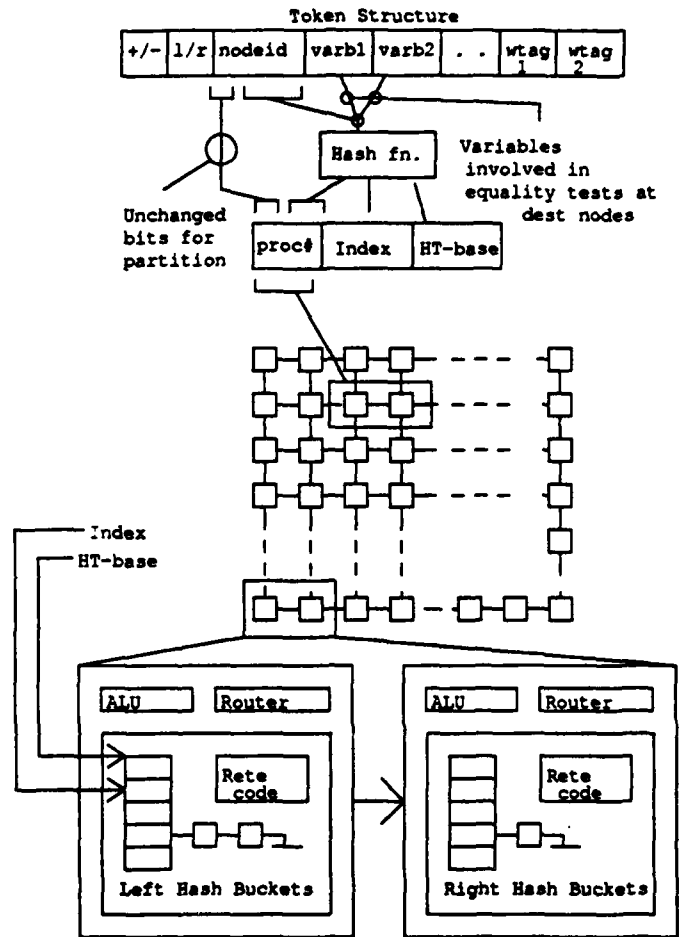 Token Structure
+/- l/r nodeid varb1 varb2 . . wtag 1 wtag 2
Hash fn.
Variables
involved in
equality tests at
dest nodes
Unchanged
bits for
partition
proc# Index HT-base
Index
HT-base
ALU Router
Rete
code
Left Hash Buckets
ALU Router
Rete
code
Right Hash Buckets